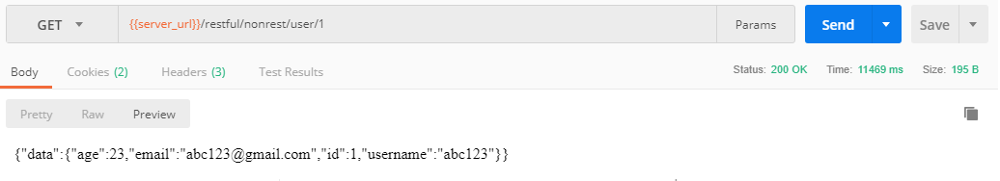 GET {{server_url}}/restful/nonrest/user/1 Params Send Save
Body Cookies (2) Headers (3) Test Results Status: 200 OK Time: 11469 ms Size: 195 B
Pretty Raw Preview
{"data":{"age":23,"email":"abc123@gmail.com","id":1,"username":"abc123"}}